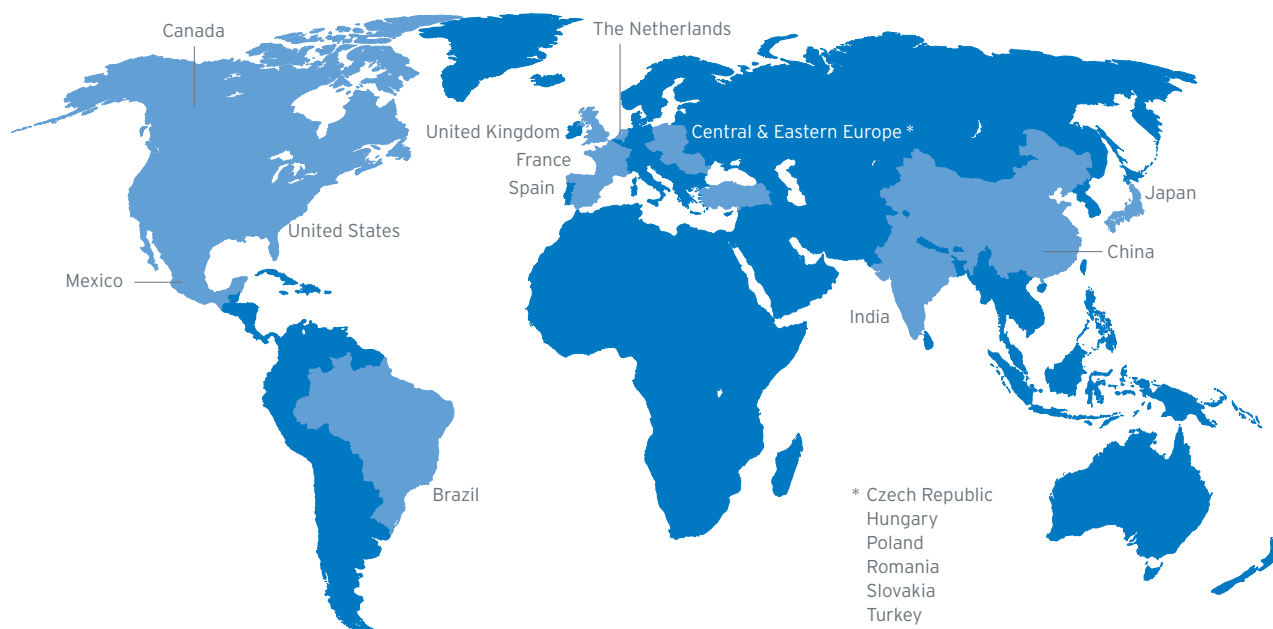 Canada
The Netherlands
United Kingdom
Central & Eastern Europe *
France
Spain
Japan
United States
China
Mexico
India
Brazil
* Czech Republic
Hungary
Poland
Romania
Slovakia
Turkey